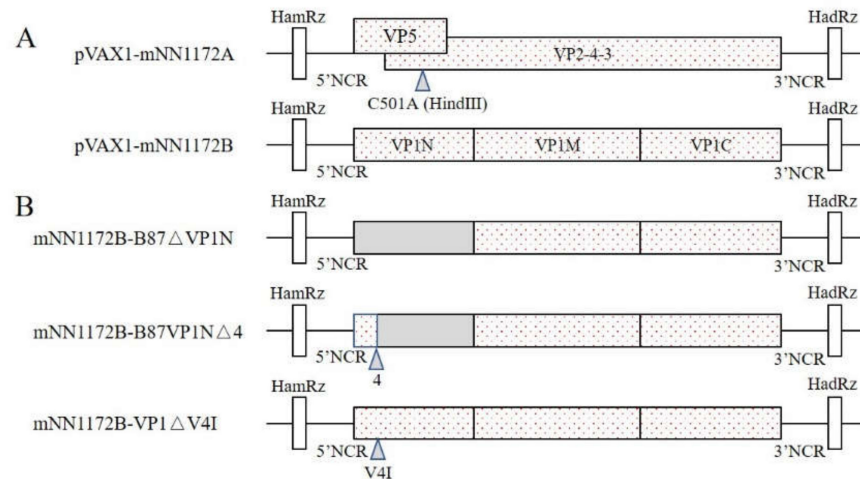 A
HamRz
VP5
HadRz
pVAX1-mNN1172A
VP2-4-3
5’NCR
3’NCR
C501A (HindIII)
HamRz
HadRz
pVAX1-mNN1172B
VP1N
VP1M
VP1C
5’NCR
3’NCR
B
HamRz
HadRz
mNN1172B-B87△VP1N
5’NCR
3’NCR
HamRz
HadRz
mNN1172B-B87VP1N△4
5’NCR
3’NCR
4
HamRz
HadRz
mNN1172B-VP1△V4I
5’NCR
3’NCR
V4I